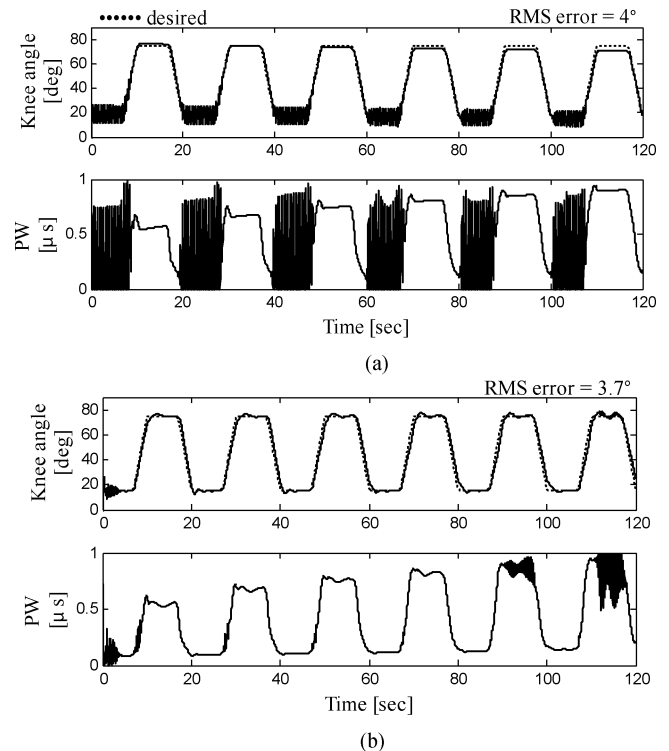 desired
RMS error = 4°
Knee angle
[deg]
80
60
40
20
0
0 20 40 60 80 100 120
PW
[μ s]
1
0.5
0
0 20 40 60 80 100 120
Time [sec]
(a)
RMS error = 3.7°
Knee angle
[deg]
80
60
40
20
0
0 20 40 60 80 100 120
PW
[μ s]
1
0.5
0
0 20 40 60 80 100 120
Time [sec]
(b)